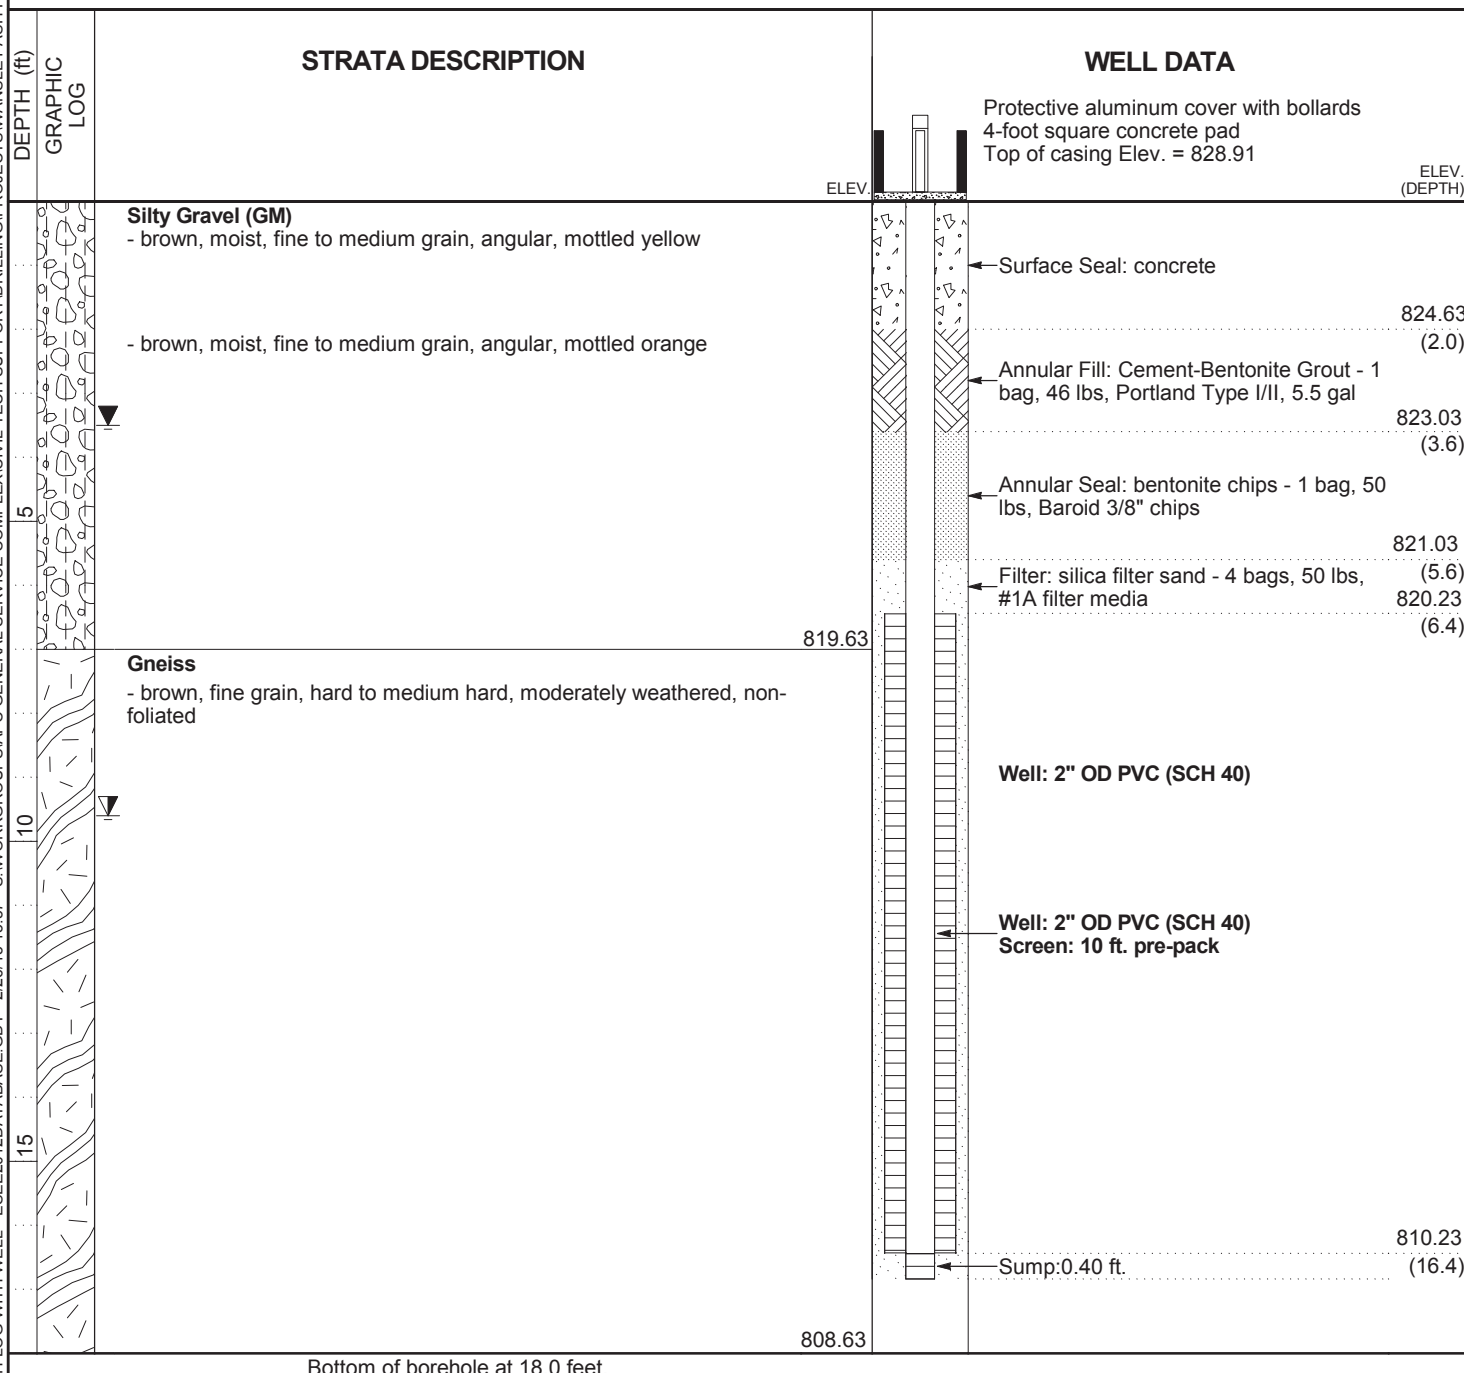 DEPTH (ft)
GRAPHIC
LOG
STRATA DESCRIPTION
ELEV.
WELL DATA
Protective aluminum cover with bollards
4-foot square concrete pad
Top of casing Elev. = 828.91
ELEV.
(DEPTH)
Silty Gravel (GM)
- brown, moist, fine to medium grain, angular, mottled yellow
Surface Seal: concrete
824.63
(2.0)
- brown, moist, fine to medium grain, angular, mottled orange
Annular Fill: Cement-Bentonite Grout - 1
bag, 46 lbs, Portland Type I/II, 5.5 gal
823.03
(3.6)
5
Annular Seal: bentonite chips - 1 bag, 50
lbs, Baroid 3/8" chips
821.03
(5.6)
Filter: silica filter sand - 4 bags, 50 lbs,
#1A filter media
820.23
(6.4)
819.63
Gneiss
- brown, fine grain, hard to medium hard, moderately weathered, non-
foliated
Well: 2" OD PVC (SCH 40)
10
Well: 2" OD PVC (SCH 40)
Screen: 10 ft. pre-pack
15
810.23
(16.4)
Sump:0.40 ft.
808.63
Bottom of borehole at 18.0 feet